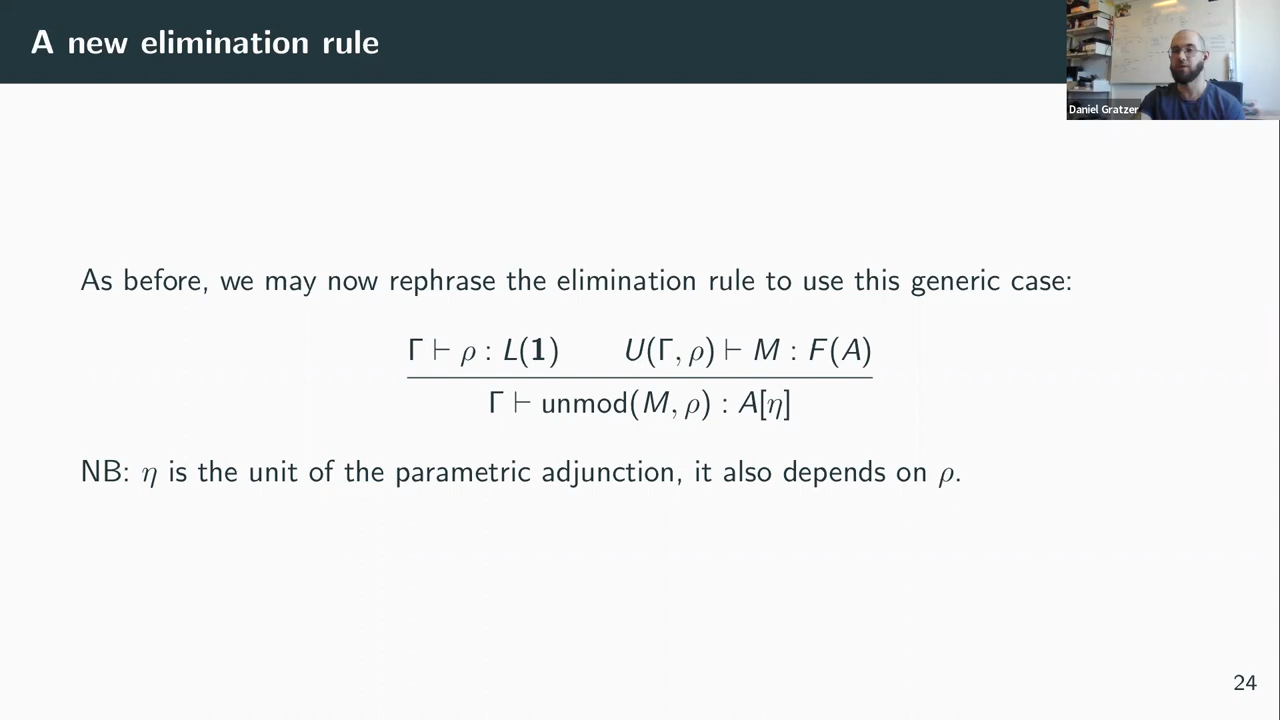 A new elimination rule
Daniel Gratzer
As before, we may now rephrase the elimination rule to use this generic case:
Γ ⊢ ρ : L(𝟏) U(Γ, ρ) ⊢ M : F(A)
Γ ⊢ unmod(M, ρ) : A[η]
NB: η is the unit of the parametric adjunction, it also depends on ρ.
24